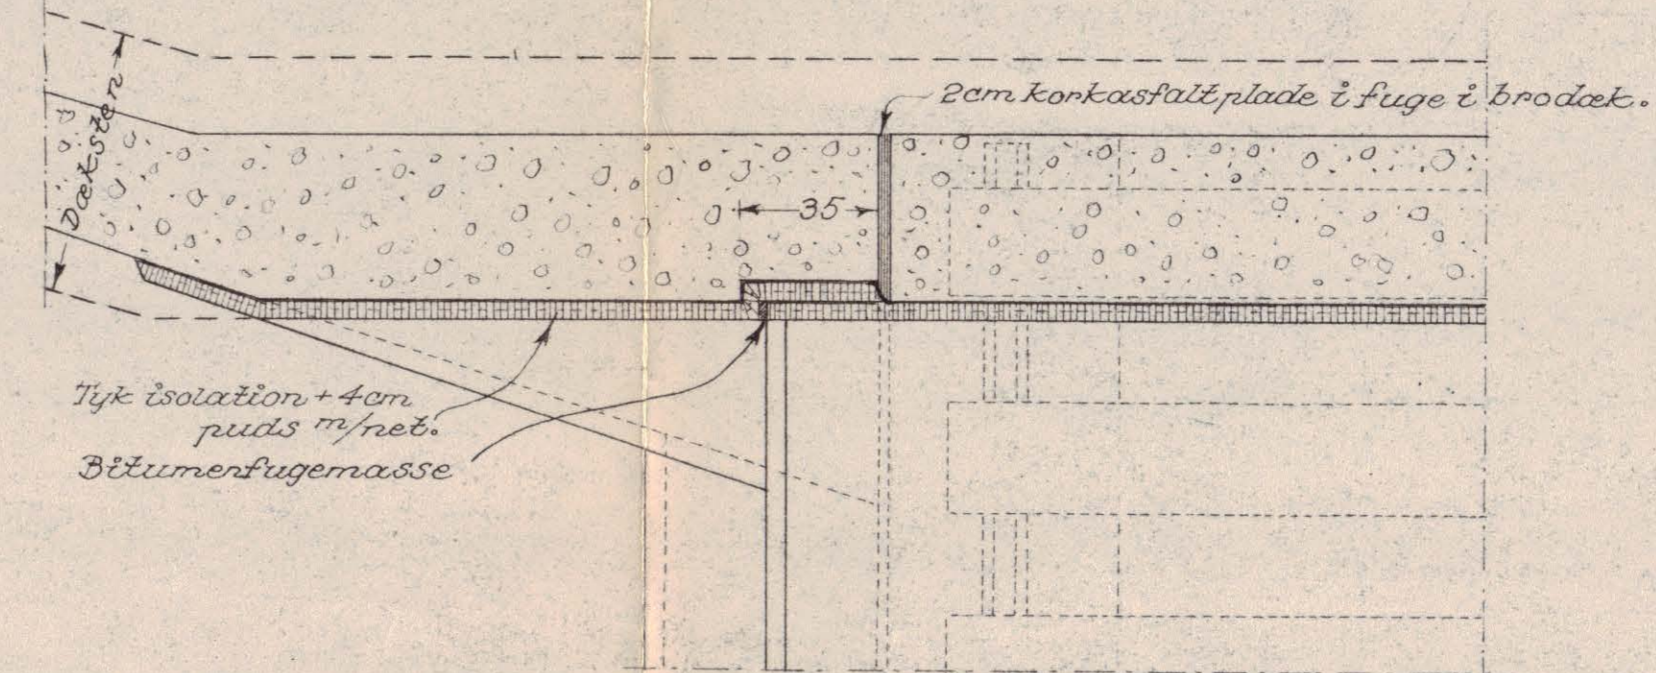 2cm korkasfaltplade i fuge i brodæk.
Dæksten
35
Tyk isolation + 4cm
puds m/net.
Bitumenfugemasse